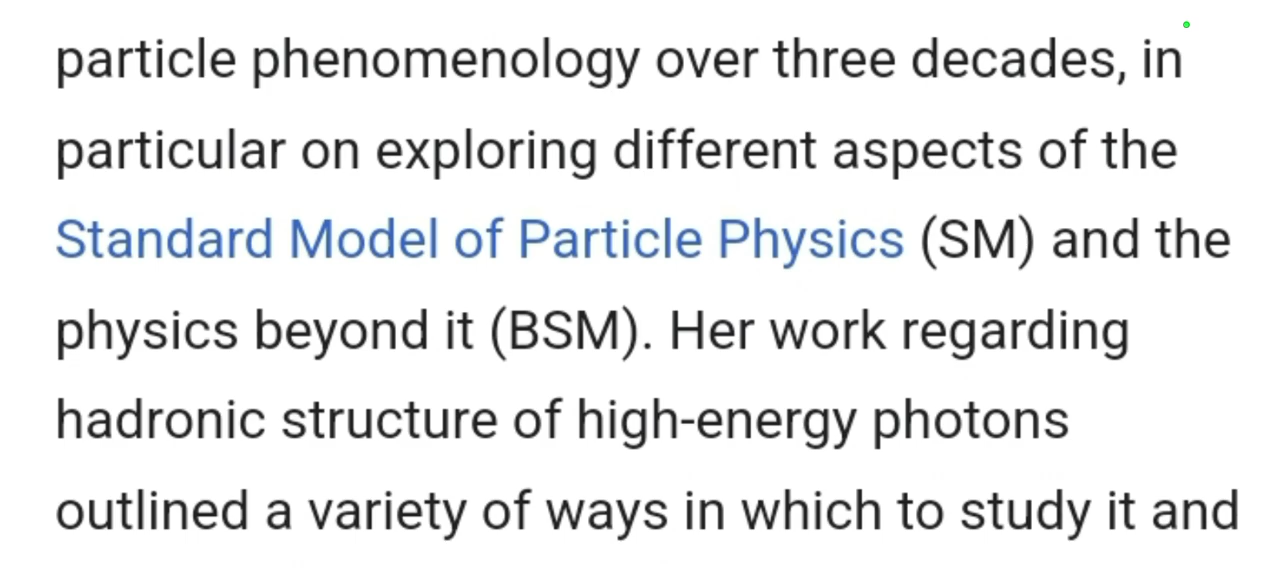 particle phenomenology over three decades, in
particular on exploring different aspects of the
Standard Model of Particle Physics (SM) and the
physics beyond it (BSM). Her work regarding
hadronic structure of high-energy photons
outlined a variety of ways in which to study it and